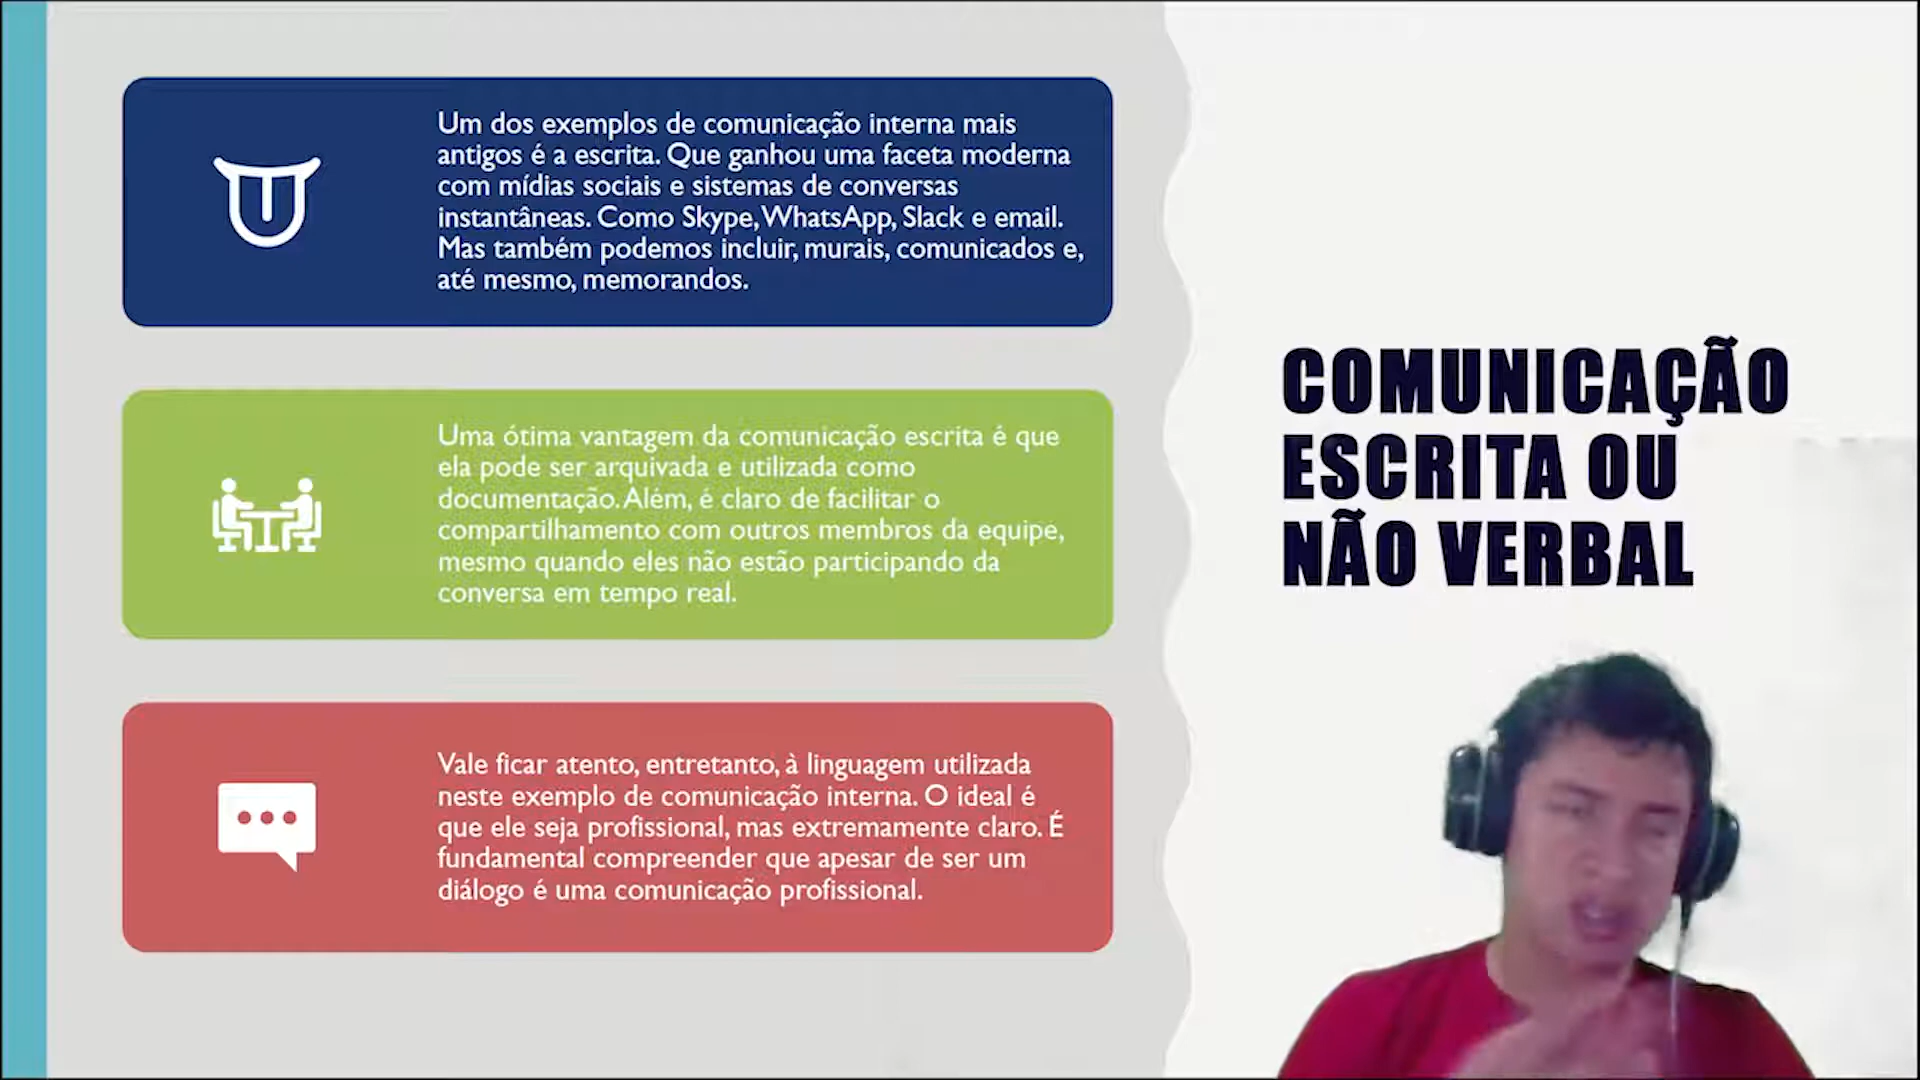 Um dos exemplos de comunicação interna mais
antigos é a escrita. Que ganhou uma faceta moderna
com mídias sociais e sistemas de conversas
instantâneas. Como Skype, WhatsApp, Slack e email.
Mas também podemos incluir, murais, comunicados e,
até mesmo, memorandos.
Uma ótima vantagem da comunicação escrita é que
ela pode ser arquivada e utilizada como
documentação. Além, é claro de facilitar o
compartilhamento com outros membros da equipe,
mesmo quando eles não estão participando da
conversa em tempo real.
Vale ficar atento, entretanto, à linguagem utilizada
neste exemplo de comunicação interna. O ideal é
que ele seja profissional, mas extremamente claro. É
fundamental compreender que apesar de ser um
diálogo é uma comunicação profissional.
COMUNICAÇÃO
ESCRITA OU
NÃO VERBAL